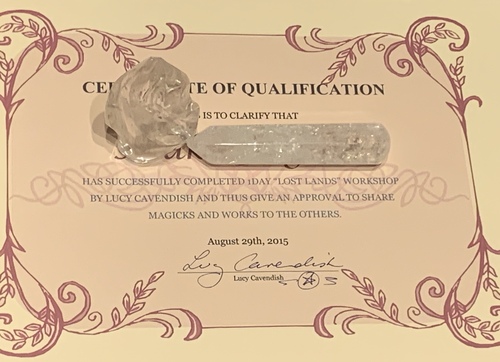 CE TE OF QUALIFICATION
IS TO CLARIFY THAT
HAS SUCCESSFULLY COMPLETED 1DAY "LOST LANDS" WORKSHOP
BY LUCY CAVENDISH AND THUS GIVE AN APPROVAL TO SHARE
MAGICKS AND WORKS TO THE OTHERS.
August 29th, 2015
Lucy Cavendish
Lucy Cavendish